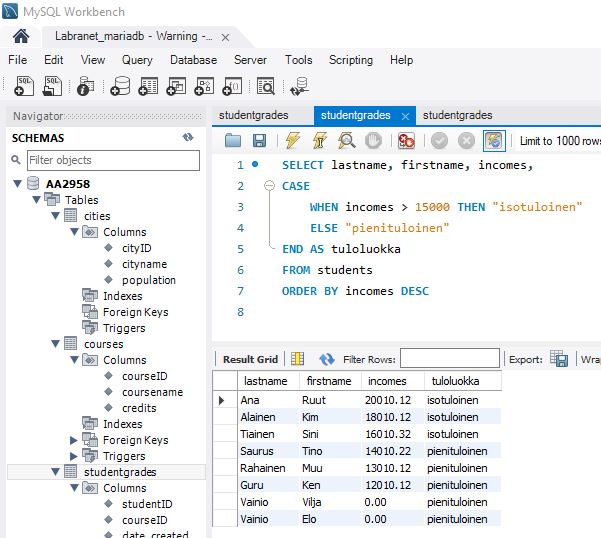 MySQL Workbench
Labranet_mariadb - Warning -...
File Edit View Query Database Server Tools Scripting Help
SQL SQL
Navigator
SCHEMAS
Filter objects
AA2958
Tables
cities
Columns
cityID
cityname
population
Indexes
Foreign Keys
Triggers
courses
Columns
courseID
coursename
credits
Indexes
Foreign Keys
Triggers
studentgrades
Columns
studentID
courseID
date_created
studentgrades studentgrades studentgrades
Limit to 1000 rows
1 SELECT lastname, firstname, incomes,
2 CASE
3 WHEN incomes > 15000 THEN "isotuloinen"
4 ELSE "pienituloinen"
5 END AS tuloluokka
6 FROM students
7 ORDER BY incomes DESC
8
Result Grid Filter Rows: Export: Wra
lastname firstname incomes tuloluokka
Ana Ruut 20010.12 isotuloinen
Alainen Kim 18010.12 isotuloinen
Tiainen Sini 16010.32 isotuloinen
Saurus Tino 14010.22 pienituloinen
Rahainen Muu 13010.12 pienituloinen
Guru Ken 12010.12 pienituloinen
Vainio Vilja 0.00 pienituloinen
Vainio Elo 0.00 pienituloinen